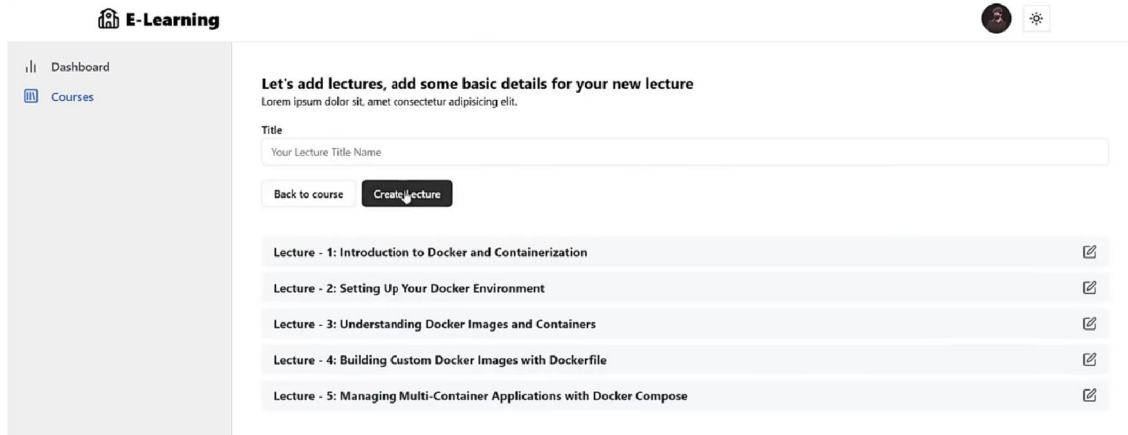 E-Learning
Dashboard
Courses
Let's add lectures, add some basic details for your new lecture
Lorem ipsum dolor sit, amet consectetur adipisicing elit.
Title
Your Lecture Title Name
Back to course
Create Lecture
Lecture - 1: Introduction to Docker and Containerization
Lecture - 2: Setting Up Your Docker Environment
Lecture - 3: Understanding Docker Images and Containers
Lecture - 4: Building Custom Docker Images with Dockerfile
Lecture - 5: Managing Multi-Container Applications with Docker Compose